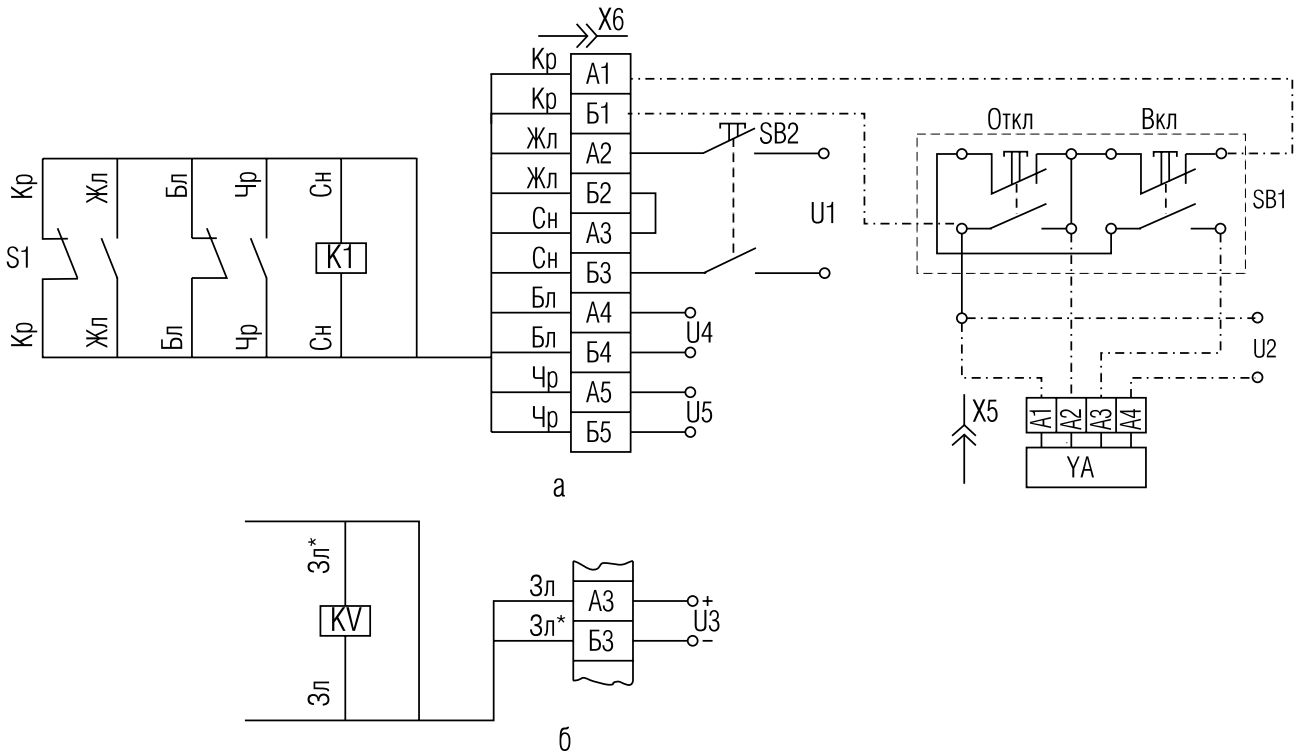 X6
Кр А1
Кр Б1
Жл А2
Жл Б2
Сн А3
Сн Б3
Бл А4
Бл Б4
Чр А5
Чр Б5
Кр Жл Бл Чр Сн
S1 K1
Кр Жл Бл Чр Сн
SB2
U1
U4
U5
Откл Вкл
SB1
U2
X5
А1 А2 А3 А4
YA
а
Зл*
KV
Зл
Зл А3 +
U3
Зл* Б3 −
б